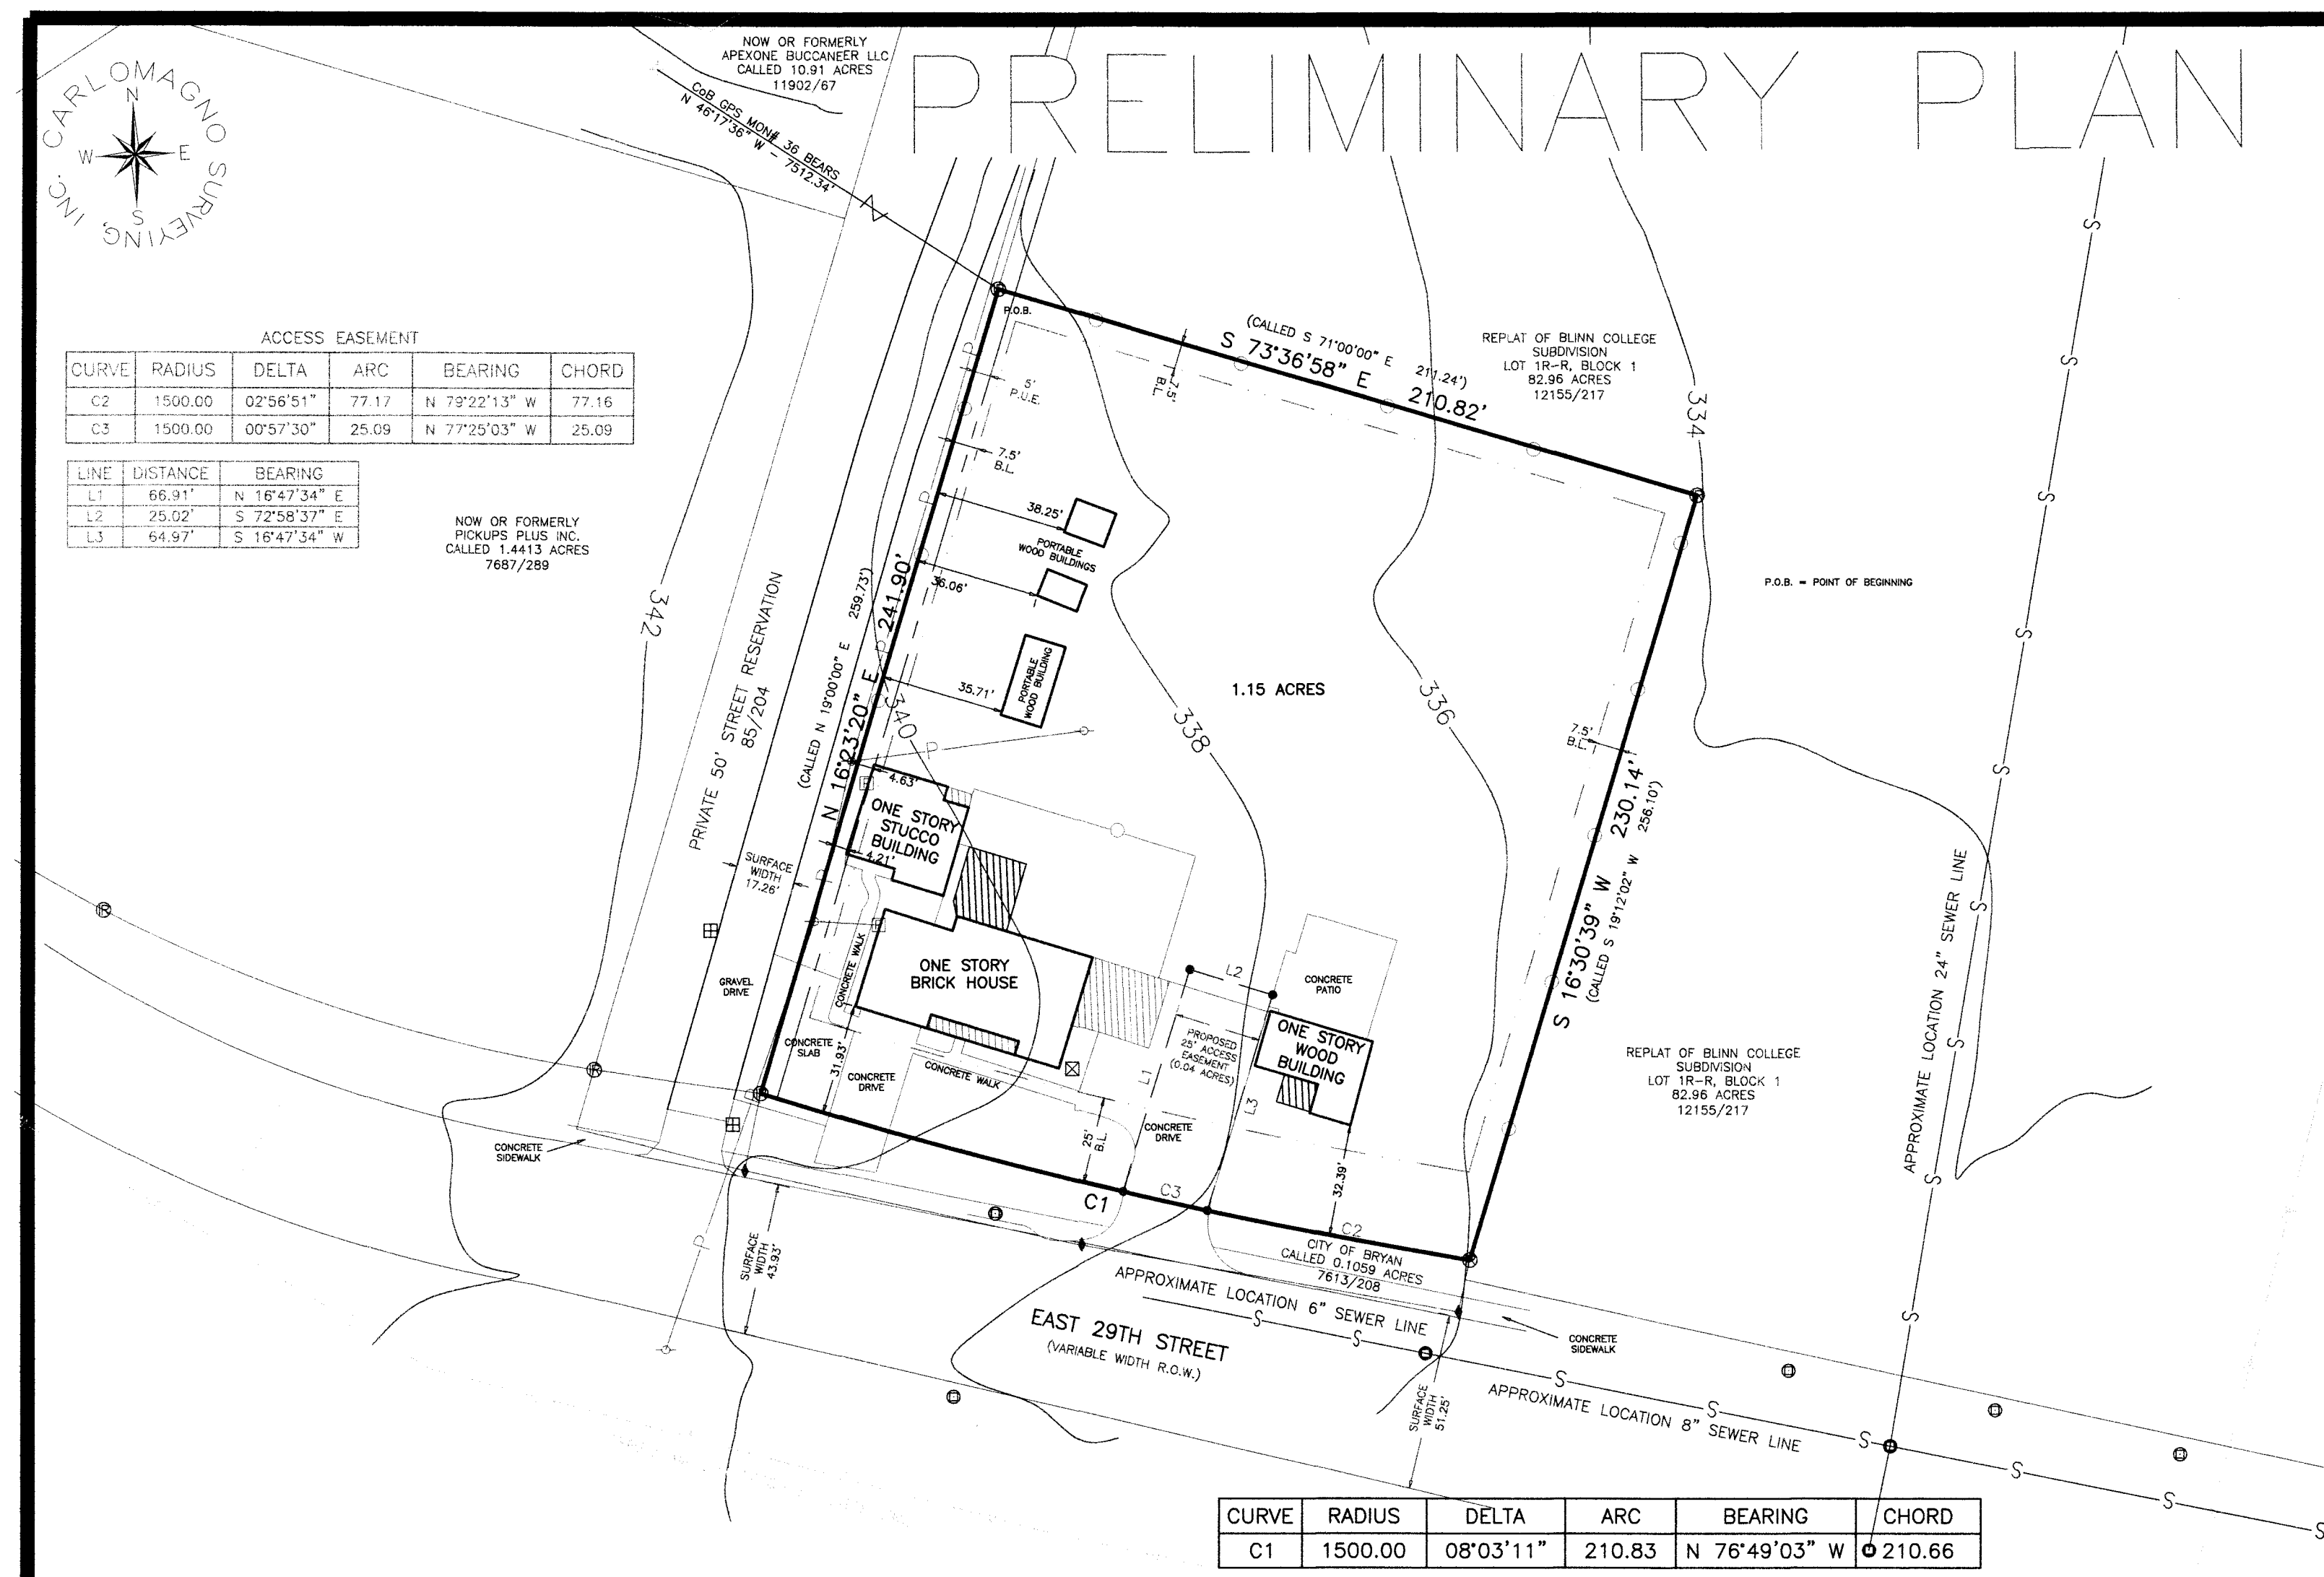 PRELIMINARY PLAN
CARLOMAGNO SURVEYING, INC.
N
W
E
S
NOW OR FORMERLY
APEXONE BUCCANEER LLC
CALLED 10.91 ACRES
11902/67
CoB GPS MON# 36 BEARS
N 46°17'36" W - 7512.34'
ACCESS EASEMENT
CURVE RADIUS DELTA ARC BEARING CHORD
C2 1500.00 02°56'51" 77.17 N 79°22'13" W 77.16
C3 1500.00 00°57'30" 25.09 N 77°25'03" W 25.09
LINE DISTANCE BEARING
L1 66.91' N 16°47'34" E
L2 25.02' S 72°58'37" E
L3 64.97' S 16°47'34" W
NOW OR FORMERLY
PICKUPS PLUS INC.
CALLED 1.4413 ACRES
7687/289
342
PRIVATE 50' STREET RESERVATION
85/204
P.O.B.
(CALLED S 71°00'00" E 211.24')
S 73°36'58" E 210.82'
7.5'
B.L.
REPLAT OF BLINN COLLEGE
SUBDIVISION
LOT 1R-R, BLOCK 1
82.96 ACRES
12155/217
334
5'
P.U.E.
7.5'
B.L.
38.25'
PORTABLE
WOOD BUILDINGS
36.06'
P.O.B. = POINT OF BEGINNING
(CALLED N 19°00'00" E 259.73')
N 16°23'20" E 241.90'
35.71'
PORTABLE
WOOD BUILDING
1.15 ACRES
340
338
336
P
7.5'
B.L.
S 16°30'39" W 230.14'
(CALLED S 19°12'02" W 256.10')
4.63'
ONE STORY
STUCCO
BUILDING
4.21'
SURFACE
WIDTH
17.26'
GRAVEL
DRIVE
CONCRETE WALK
ONE STORY
BRICK HOUSE
L2
CONCRETE
PATIO
CONCRETE
SLAB
31.93'
CONCRETE
DRIVE
CONCRETE WALK
L1
PROPOSED
25' ACCESS
EASEMENT
(0.04 ACRES)
L3
ONE STORY
WOOD
BUILDING
25'
B.L.
CONCRETE
DRIVE
32.39'
REPLAT OF BLINN COLLEGE
SUBDIVISION
LOT 1R-R, BLOCK 1
82.96 ACRES
12155/217
APPROXIMATE LOCATION 24" SEWER LINE
CONCRETE
SIDEWALK
C1
C3
C2
CITY OF BRYAN
CALLED 0.1059 ACRES
7613/208
SURFACE
WIDTH
43.93'
APPROXIMATE LOCATION 6" SEWER LINE
EAST 29TH STREET
(VARIABLE WIDTH R.O.W.)
CONCRETE
SIDEWALK
SURFACE
WIDTH
51.25'
APPROXIMATE LOCATION 8" SEWER LINE
CURVE RADIUS DELTA ARC BEARING CHORD
C1 1500.00 08°03'11" 210.83 N 76°49'03" W 210.66